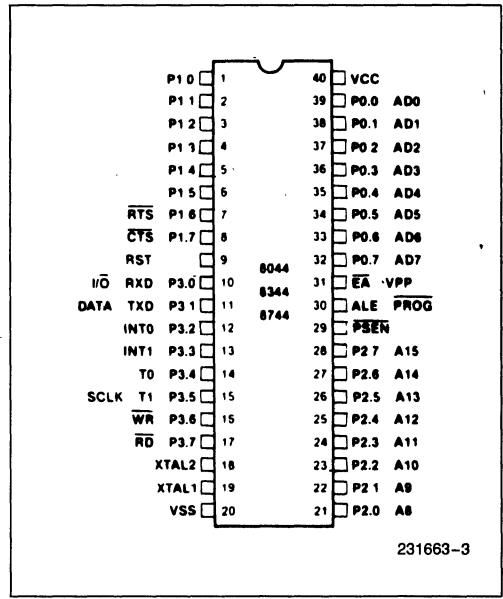 P1 0 1 40 VCC
P1 1 2 39 P0.0 AD0
P1 2 3 38 P0.1 AD1
P1 3 4 37 P0 2 AD2
P1 4 5 36 P0.3 AD3
P1 5 6 35 P0.4 AD4
R̅T̅S̅ P1 6 7 34 P0.5 AD5
C̅T̅S̅ P1.7 8 33 P0.6 AD6
RST 9 32 P0.7 AD7
8044
8344
8744
I/O̅ RXD P3.0 10 31 E̅A̅ VPP
DATA TXD P3 1 11 30 ALE P̅R̅O̅G̅
INT0 P3.2 12 29 P̅S̅E̅N̅
INT1 P3.3 13 28 P2 7 A15
T0 P3.4 14 27 P2.6 A14
SCLK T1 P3.5 15 26 P2.5 A13
W̅R̅ P3.6 16 25 P2.4 A12
R̅D̅ P3.7 17 24 P2.3 A11
XTAL2 18 23 P2.2 A10
XTAL1 19 22 P2 1 A9
VSS 20 21 P2.0 A8
231663–3